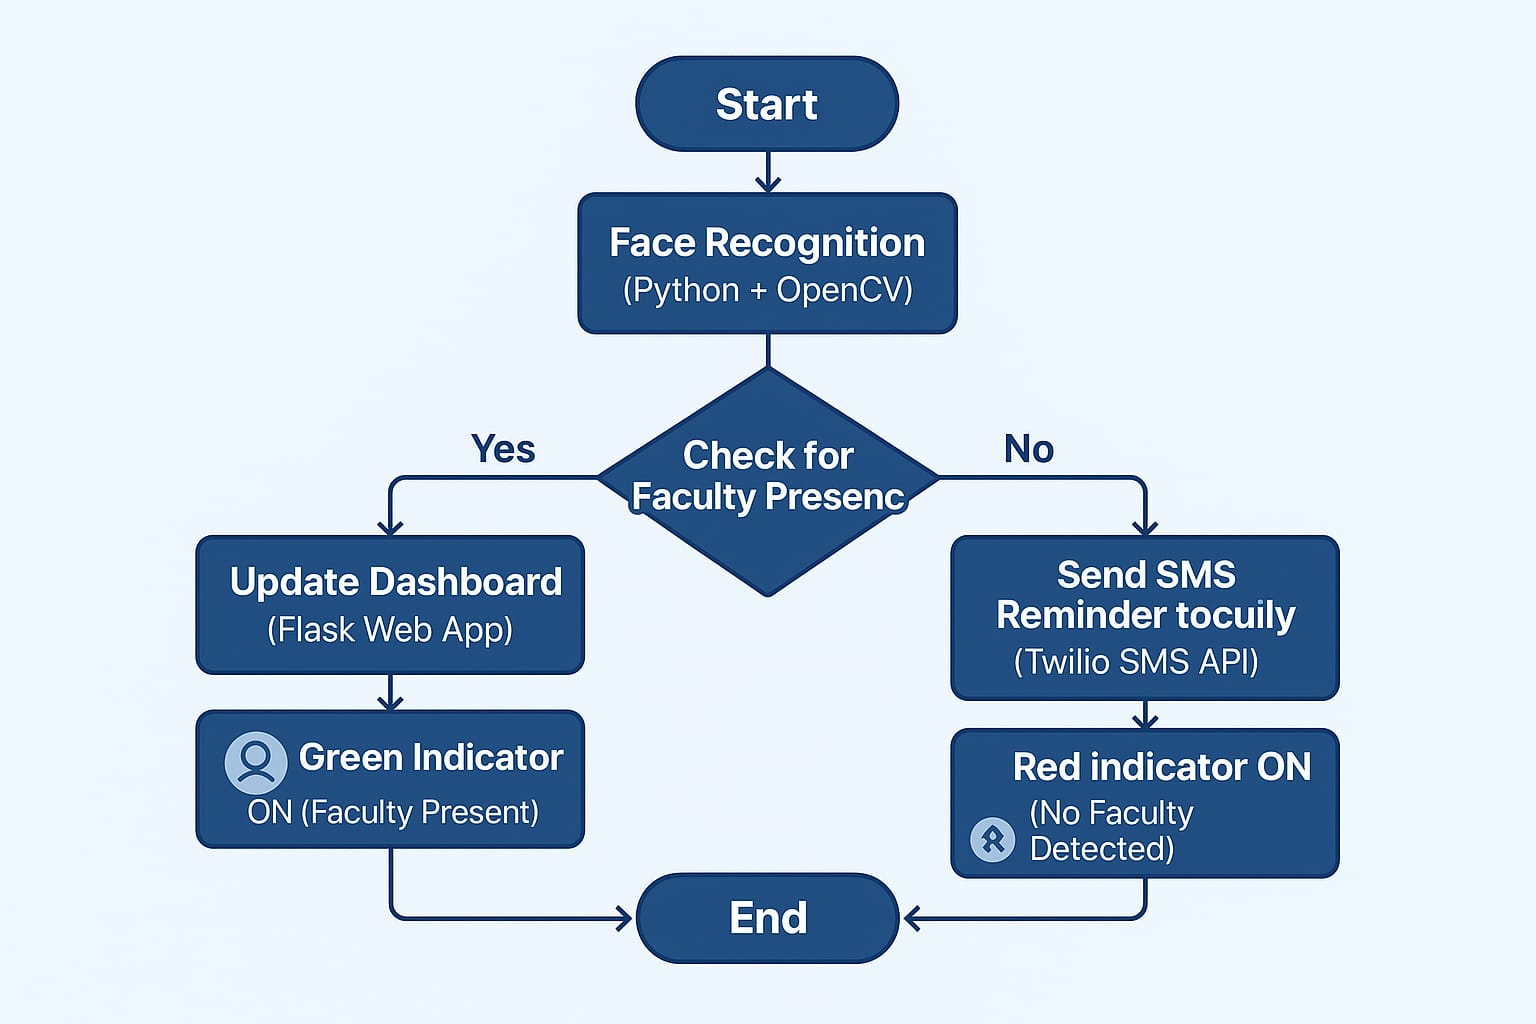 Start
Face Recognition
(Python + OpenCV)
Check for
Faculty Presenc
Yes
No
Update Dashboard
(Flask Web App)
Send SMS
Reminder tocuily
(Twilio SMS API)
Green Indicator
ON (Faculty Present)
Red indicator ON
(No Faculty
Detected)
End